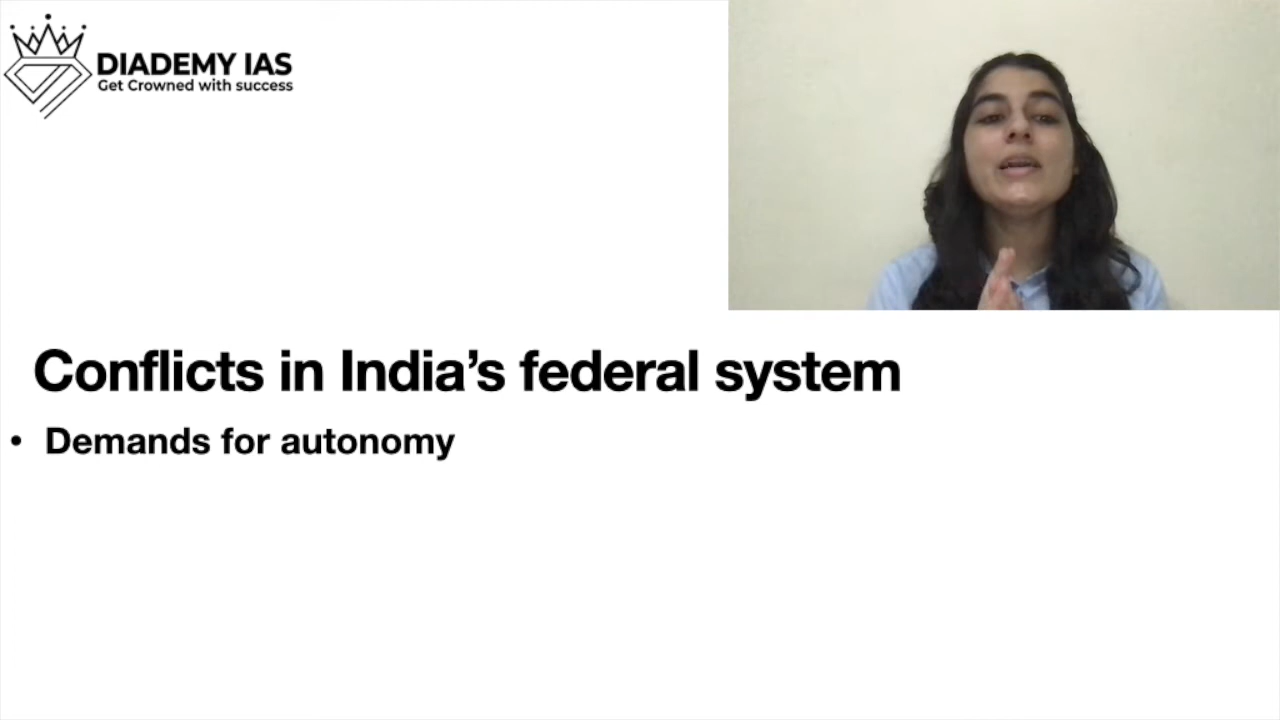 DIADEMY IAS
Get Crowned with success
Conflicts in India’s federal system
• Demands for autonomy